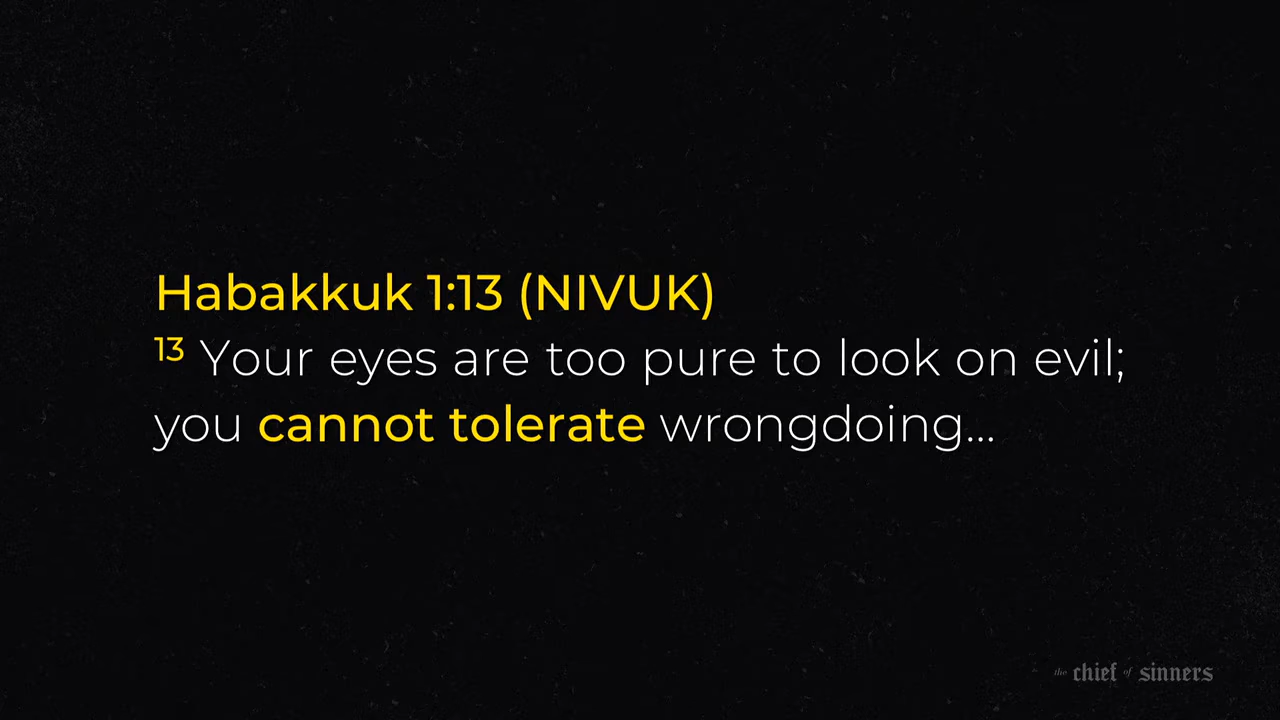 Habakkuk 1:13 (NIVUK)
13 Your eyes are too pure to look on evil;
you cannot tolerate wrongdoing...
the chief of sinners